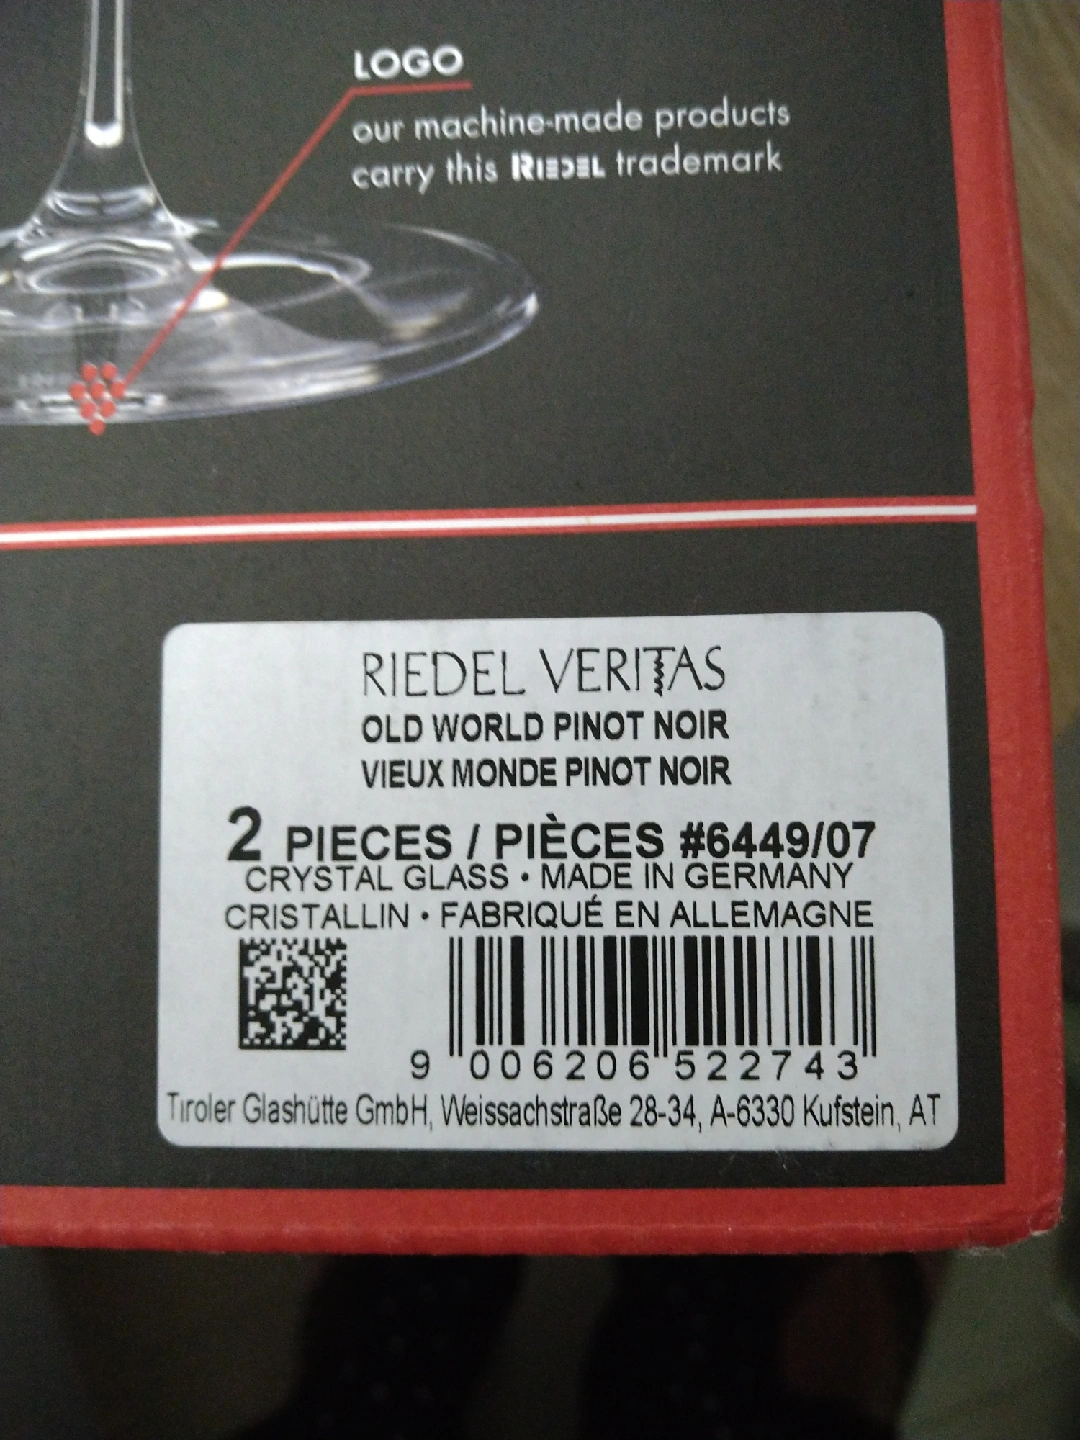 LOGO
our machine-made products
carry this RIEDEL trademark
RIEDEL VERITAS
OLD WORLD PINOT NOIR
VIEUX MONDE PINOT NOIR
2 PIECES / PIÈCES #6449/07
CRYSTAL GLASS • MADE IN GERMANY
CRISTALLIN • FABRIQUÉ EN ALLEMAGNE
9 006206 522743
Tiroler Glashütte GmbH, Weissachstraße 28-34, A-6330 Kufstein, AT